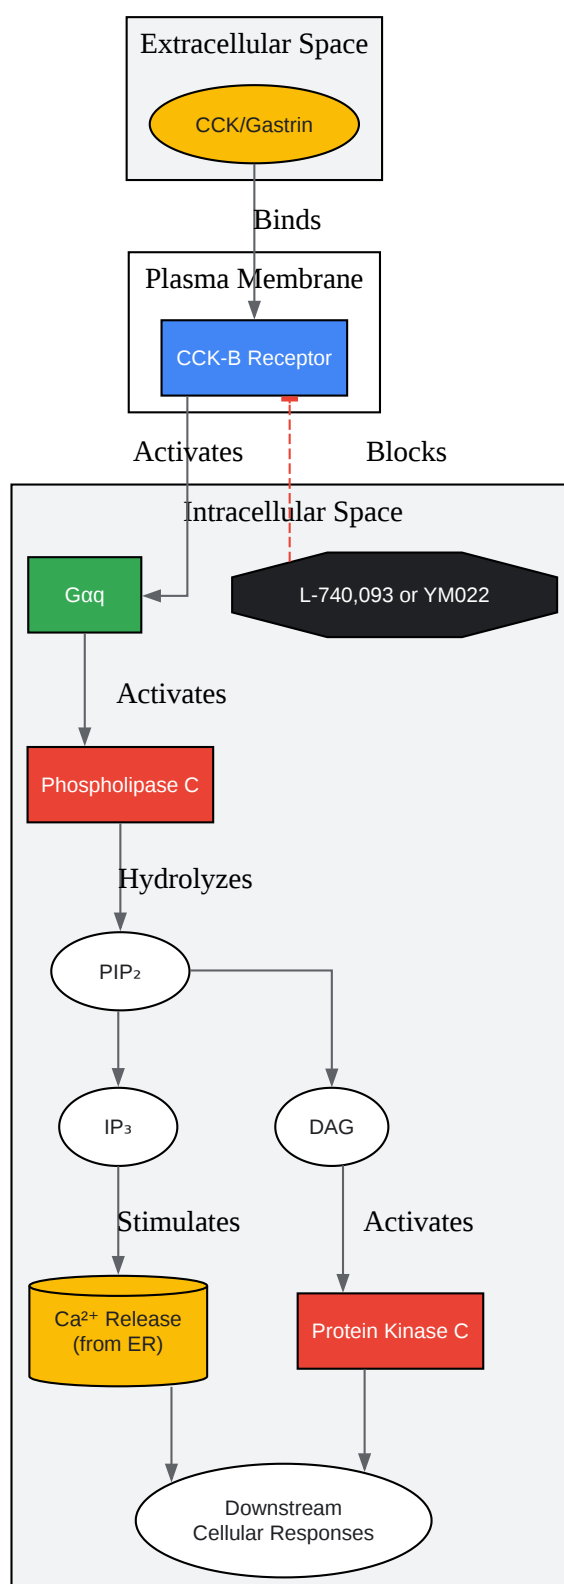 Extracellular Space
CCK/Gastrin
Binds
Plasma Membrane
CCK-B Receptor
Activates
Blocks
Intracellular Space
Gαq
L-740,093 or YM022
Activates
Phospholipase C
Hydrolyzes
PIP₂
IP₃
DAG
Stimulates
Activates
Ca²⁺ Release
(from ER)
Protein Kinase C
Downstream
Cellular Responses